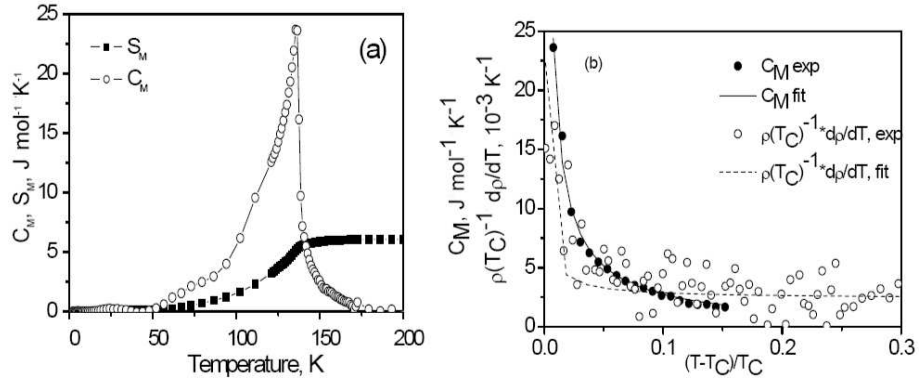 (a)
S_M
C_M
C_M, S_M, J mol⁻¹ K⁻¹
25
20
15
10
5
0
0 50 100 150 200
Temperature, K
(b)
C_M exp
C_M fit
ρ(T_C)⁻¹*dρ/dT, exp
ρ(T_C)⁻¹*dρ/dT, fit
C_M, J mol⁻¹ K⁻¹
ρ(T_C)⁻¹ dρ/dT, 10⁻³ K⁻¹
25
20
15
10
5
0
0.0 0.1 0.2 0.3
(T-T_C)/T_C